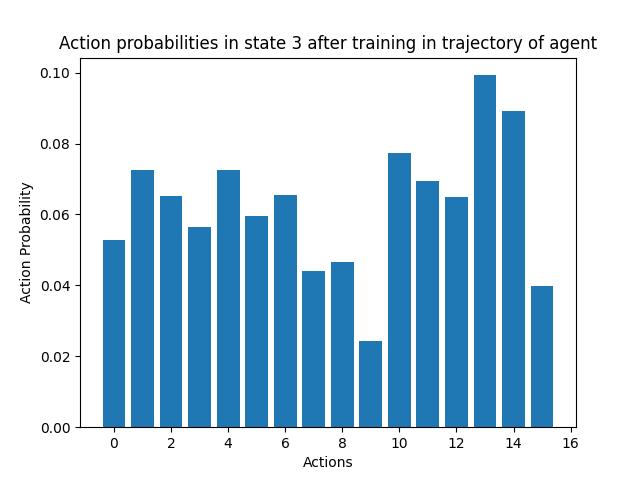 Action probabilities in state 3 after training in trajectory of agent
0.10
0.08
0.06
0.04
0.02
0.00
Action Probability
0 2 4 6 8 10 12 14 16
Actions